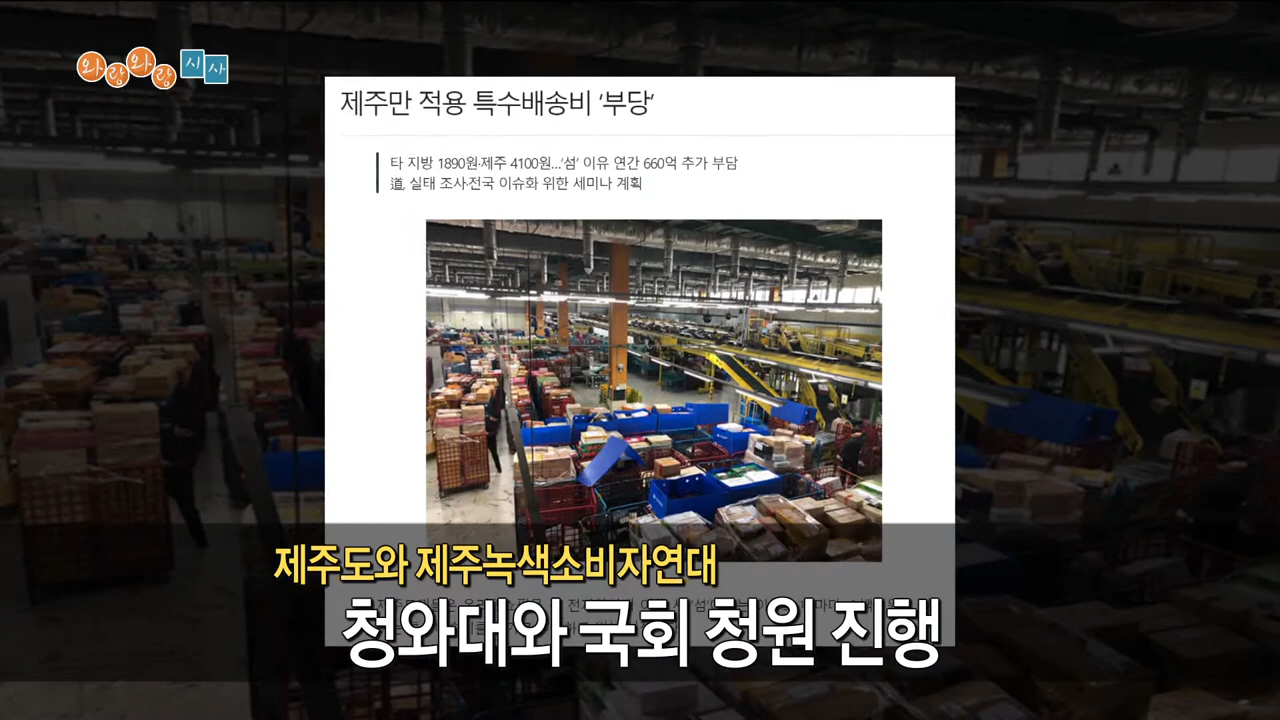 와랑와랑 시사
제주만 적용 특수배송비 ‘부당’
타 지방 1890원·제주 4100원…‘섬’ 이유 연간 660억 추가 부담
道, 실태 조사·전국 이슈화 위한 세미나 계획
제주도와 제주녹색소비자연대
청와대와 국회 청원 진행